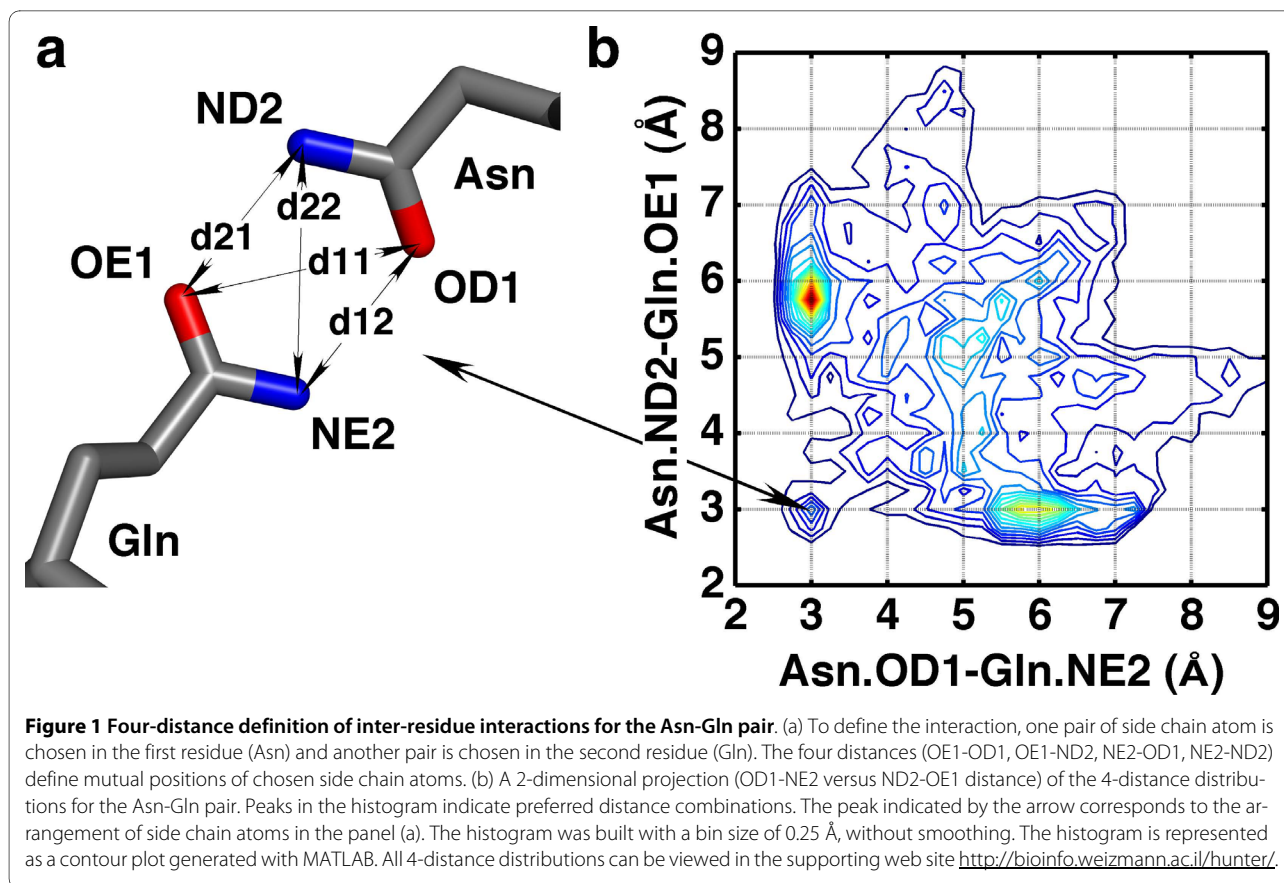 a
ND2
Asn
d22
d21
OE1
d11
OD1
d12
NE2
Gln
b
Asn.ND2-Gln.OE1 (Å)
9
8
7
6
5
4
3
2
2 3 4 5 6 7 8 9
Asn.OD1-Gln.NE2 (Å)
Figure 1 Four-distance definition of inter-residue interactions for the Asn-Gln pair. (a) To define the interaction, one pair of side chain atom is
chosen in the first residue (Asn) and another pair is chosen in the second residue (Gln). The four distances (OE1-OD1, OE1-ND2, NE2-OD1, NE2-ND2)
define mutual positions of chosen side chain atoms. (b) A 2-dimensional projection (OD1-NE2 versus ND2-OE1 distance) of the 4-distance distribu-
tions for the Asn-Gln pair. Peaks in the histogram indicate preferred distance combinations. The peak indicated by the arrow corresponds to the ar-
rangement of side chain atoms in the panel (a). The histogram was built with a bin size of 0.25 Å, without smoothing. The histogram is represented
as a contour plot generated with MATLAB. All 4-distance distributions can be viewed in the supporting web site http://bioinfo.weizmann.ac.il/hunter/.